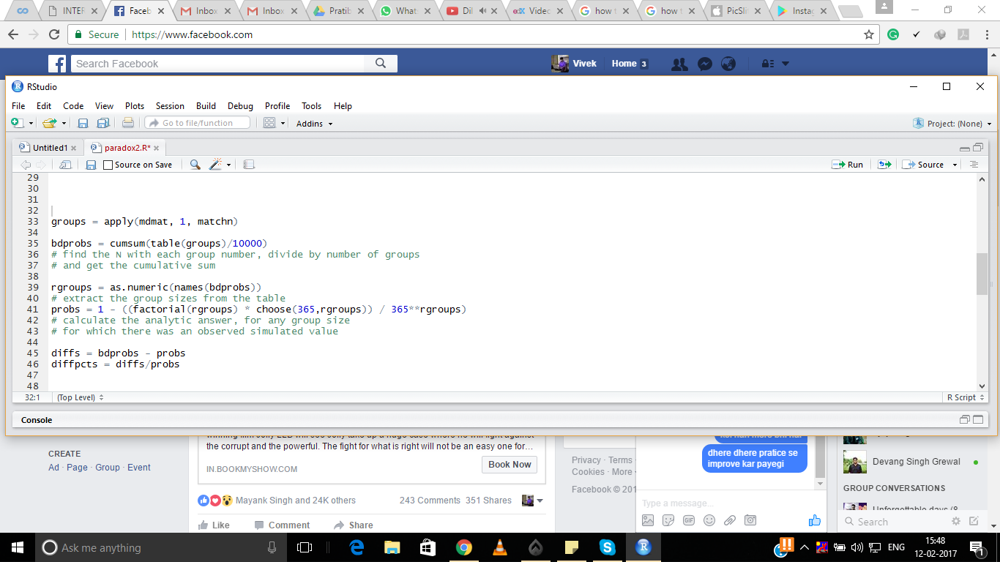 INTER
Faceb
Inbox
Inbox
Pratib
Whats
Dil
edX Videc
how t
how t
PicSIr
Insta
Secure https://www.facebook.com
Search Facebook
Vivek Home 3
RStudio
File Edit Code View Plots Session Build Debug Profile Tools Help
Go to file/function Addins Project: (None)
Untitled1 paradox2.R*
Source on Save Run Source
29
30
31
32
33 groups = apply(mdmat, 1, matchn)
34
35 bdprobs = cumsum(table(groups)/10000)
36 # find the N with each group number, divide by number of groups
37 # and get the cumulative sum
38
39 rgroups = as.numeric(names(bdprobs))
40 # extract the group sizes from the table
41 probs = 1 - ((factorial(rgroups) * choose(365,rgroups)) / 365**rgroups)
42 # calculate the analytic answer, for any group size
43 # for which there was an observed simulated value
44
45 diffs = bdprobs - probs
46 diffpcts = diffs/probs
47
48
32:1 (Top Level) R Script
Console
the corrupt and the powerful. The fight for what is right will not be an easy one for...
IN.BOOKMYSHOW.COM
Book Now
Mayank Singh and 24K others 243 Comments 351 Shares
Like Comment Share
CREATE
Ad · Page · Group · Event
Privacy · Terms
Cookies · More
Facebook © 201
dhere dhere pratice se
improve kar payegi
Type a message...
GIF
Devang Singh Grewal
GROUP CONVERSATIONS
Unforgettable days (8
Search
Ask me anything
ENG
15:48
12-02-2017
1